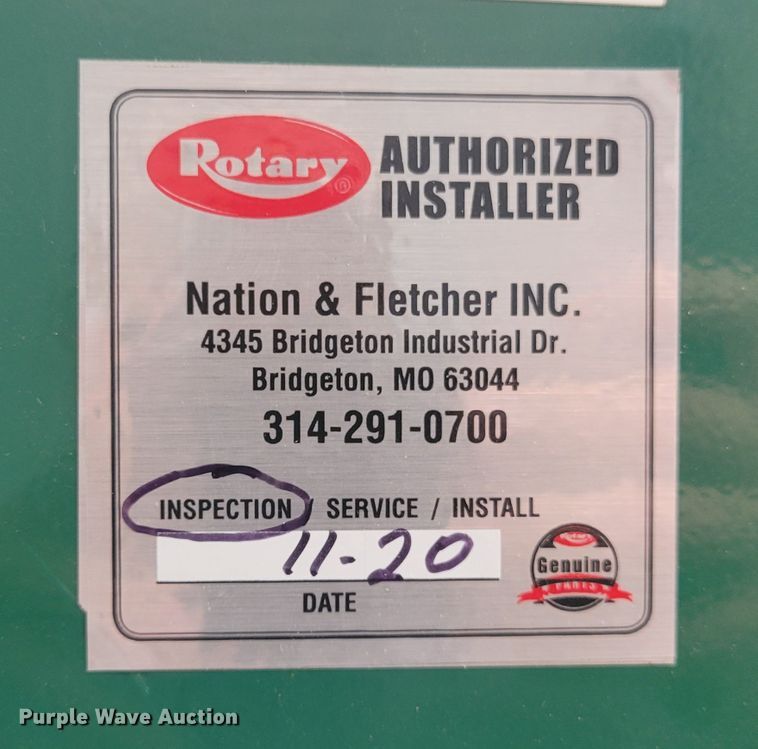 Rotary ®
AUTHORIZED
INSTALLER
Nation & Fletcher INC.
4345 Bridgeton Industrial Dr.
Bridgeton, MO 63044
314-291-0700
INSPECTION / SERVICE / INSTALL
11-20
DATE
Genuine
PARTS
Purple Wave Auction